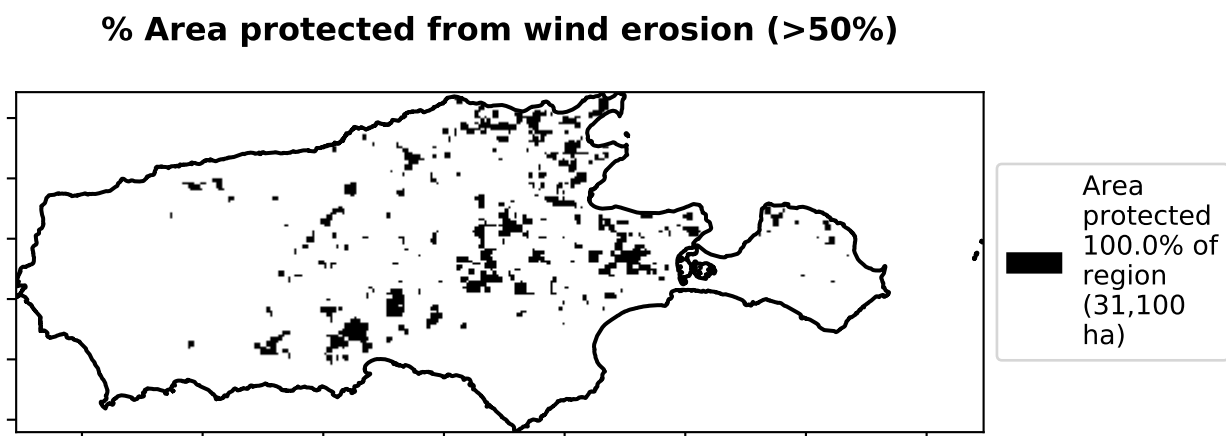 % Area protected from wind erosion (>50%)
Area
protected
100.0% of
region
(31,100
ha)